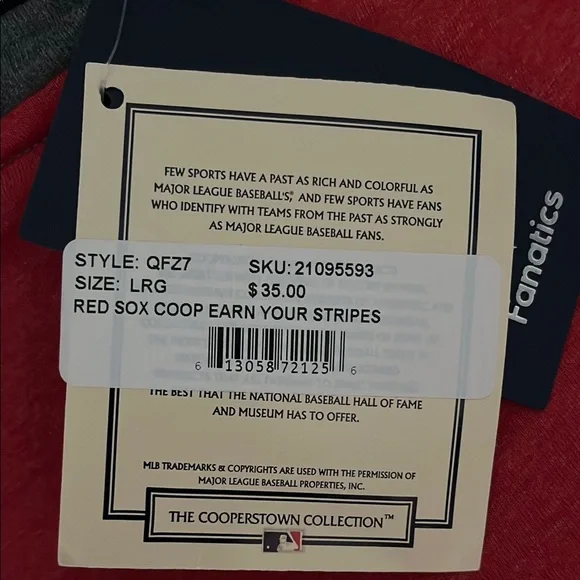 FEW SPORTS HAVE A PAST AS RICH AND COLORFUL AS
MAJOR LEAGUE BASEBALL'S,® AND FEW SPORTS HAVE FANS
WHO IDENTIFY WITH TEAMS FROM THE PAST AS STRONGLY
AS MAJOR LEAGUE BASEBALL FANS.
STYLE: QFZ7 SKU: 21095593
SIZE: LRG $35.00
RED SOX COOP EARN YOUR STRIPES
6 13058 72125 6
THE BEST THAT THE NATIONAL BASEBALL HALL OF FAME
AND MUSEUM HAS TO OFFER.
MLB TRADEMARKS & COPYRIGHTS ARE USED WITH THE PERMISSION OF
MAJOR LEAGUE BASEBALL PROPERTIES, INC.
THE COOPERSTOWN COLLECTION™
Fanatics